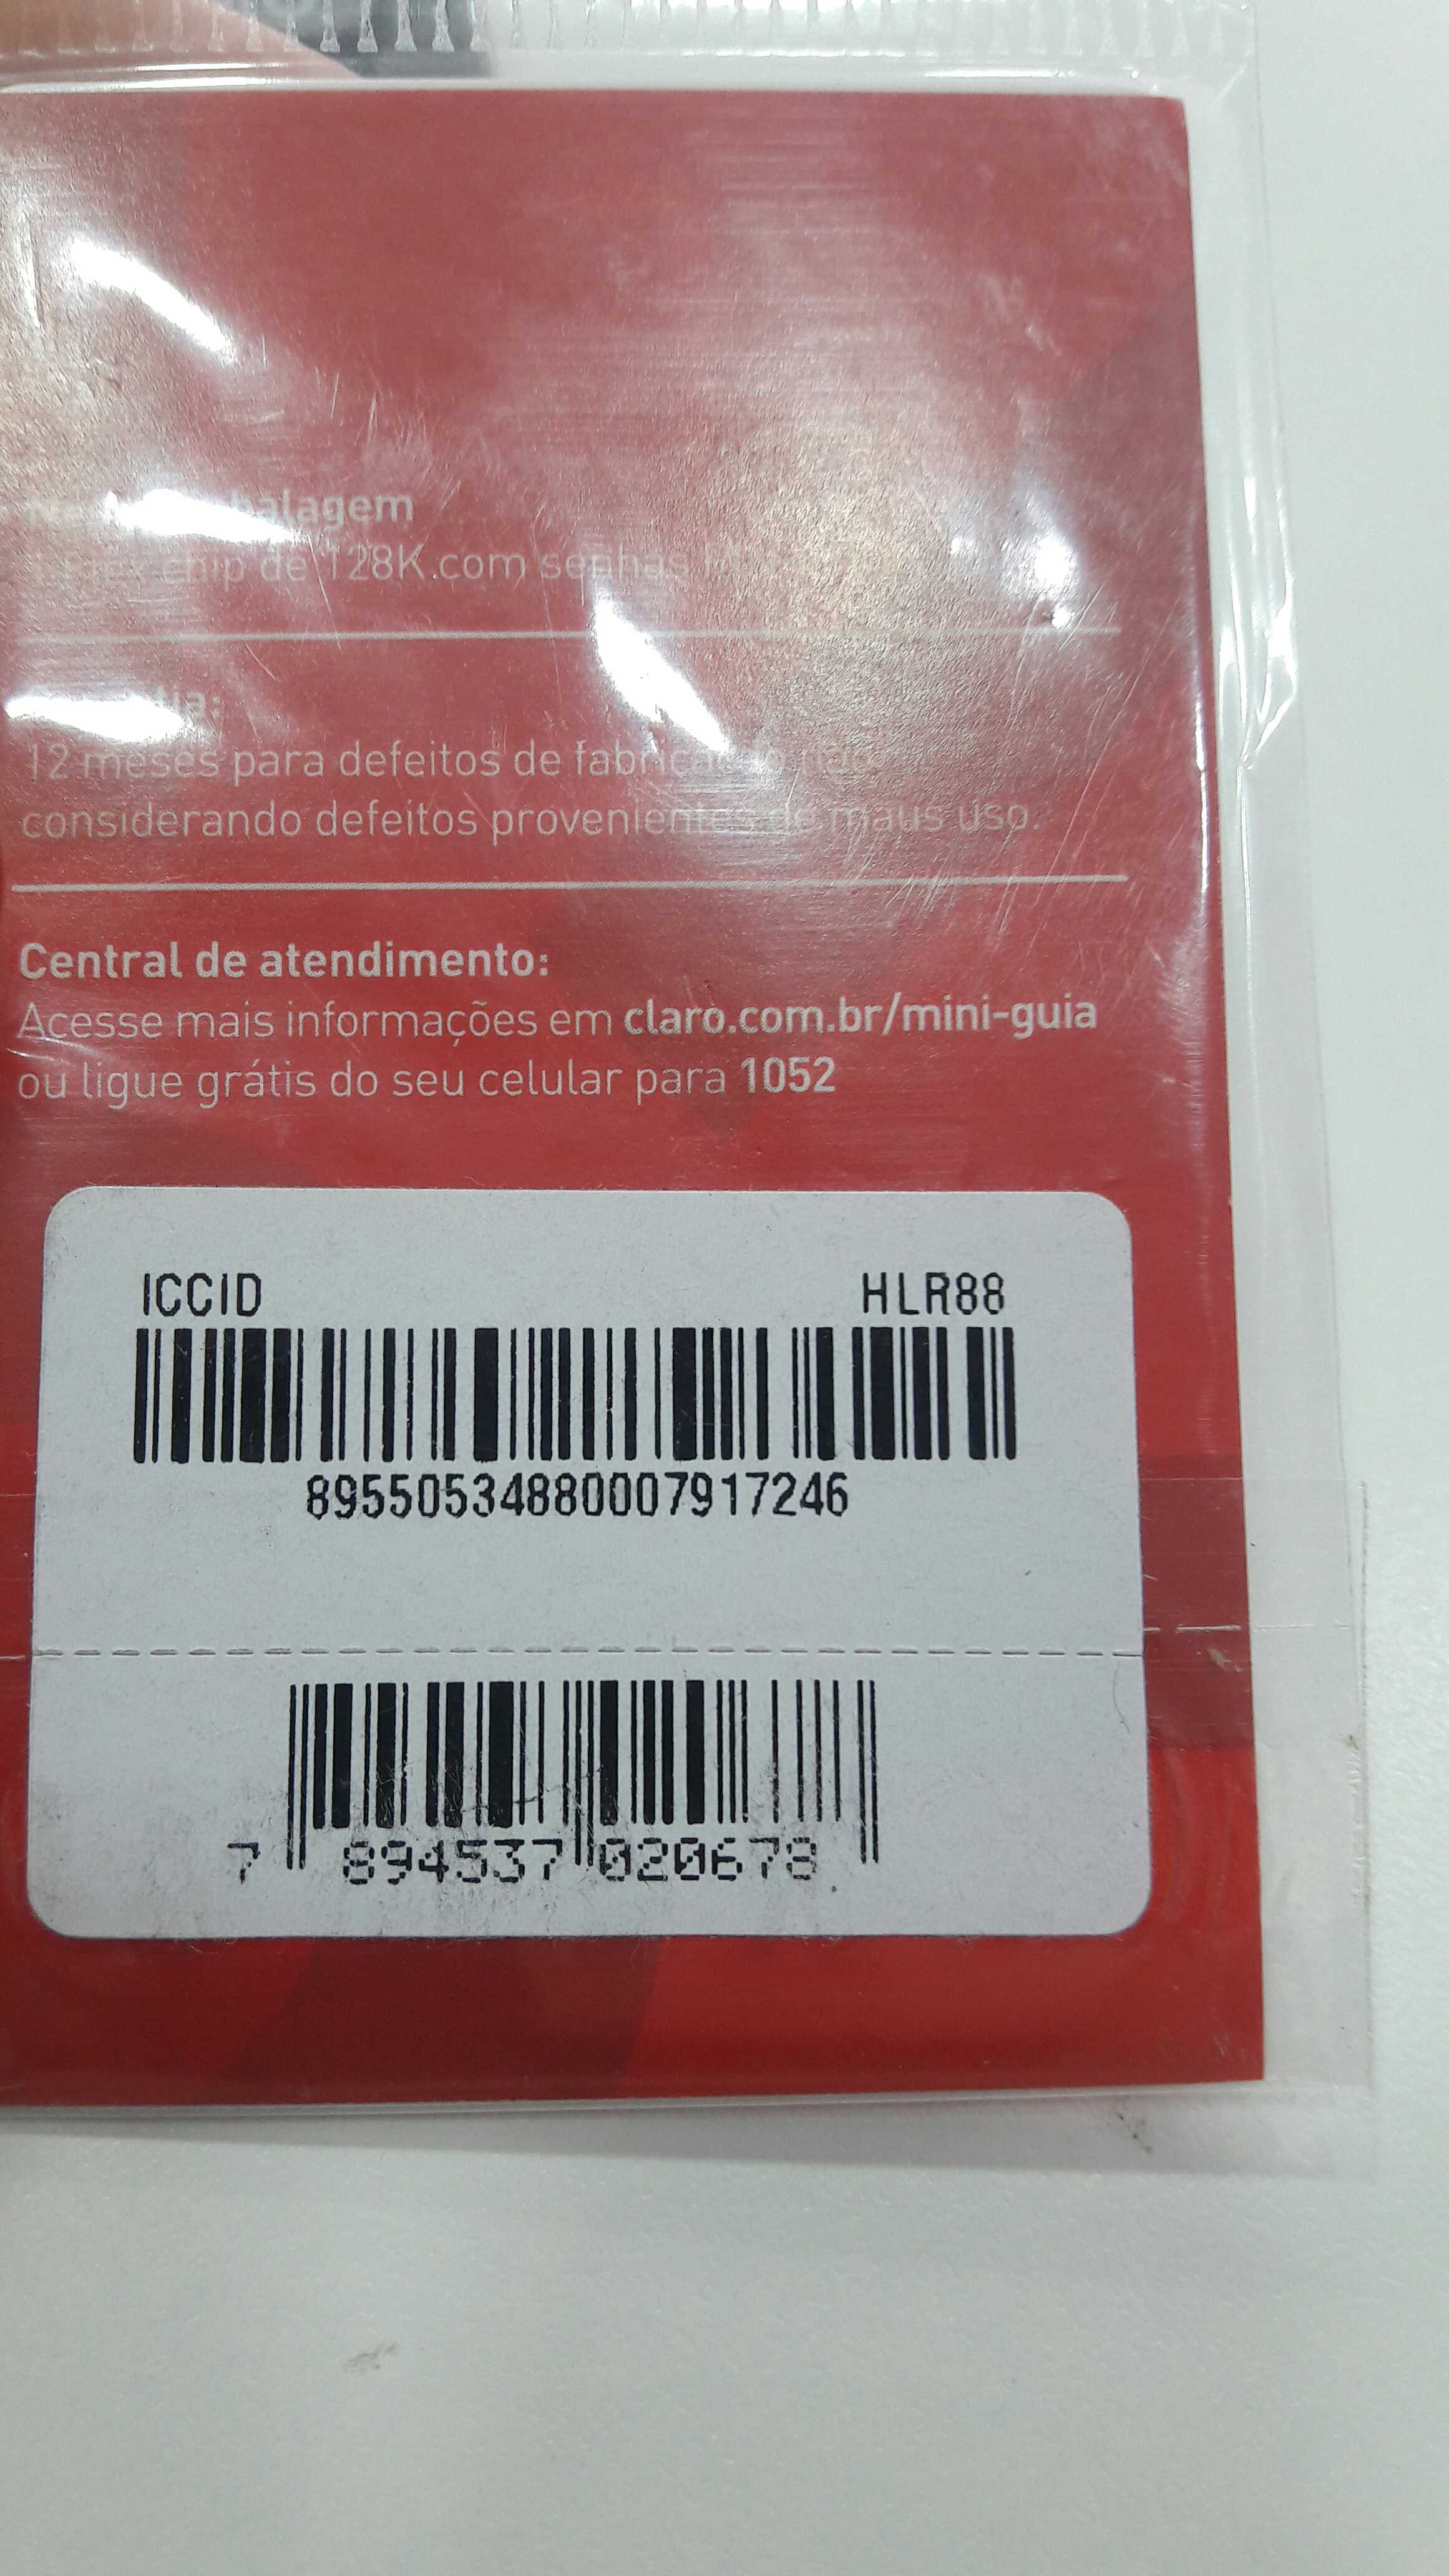 chip de 128K com senhas
12 meses para defeitos de fabricação não
considerando defeitos provenientes de maus uso.
Central de atendimento:
Acesse mais informações em claro.com.br/mini-guia
ou ligue grátis do seu celular para 1052
ICCID HLR88
89550534880007917246
7 894537 020678